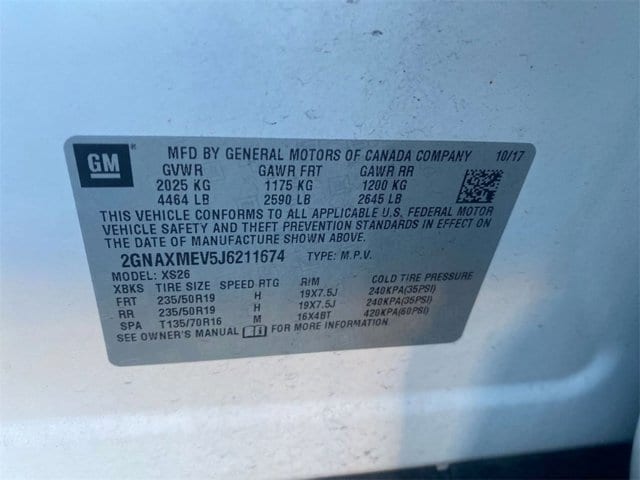 GM ® MFD BY GENERAL MOTORS OF CANADA COMPANY 10/17
GVWR GAWR FRT GAWR RR
2025 KG 1175 KG 1200 KG
4464 LB 2590 LB 2645 LB
THIS VEHICLE CONFORMS TO ALL APPLICABLE U.S. FEDERAL MOTOR
VEHICLE SAFETY AND THEFT PREVENTION STANDARDS IN EFFECT ON
THE DATE OF MANUFACTURE SHOWN ABOVE.
2GNAXMEV5J6211674 TYPE: M.P.V.
MODEL: XS26
XBKS TIRE SIZE SPEED RTG RIM COLD TIRE PRESSURE
FRT 235/50R19 H 19X7.5J 240KPA(35PSI)
RR 235/50R19 H 19X7.5J 240KPA(35PSI)
SPA T135/70R16 M 16X4BT 420KPA(60PSI)
SEE OWNER'S MANUAL FOR MORE INFORMATION.